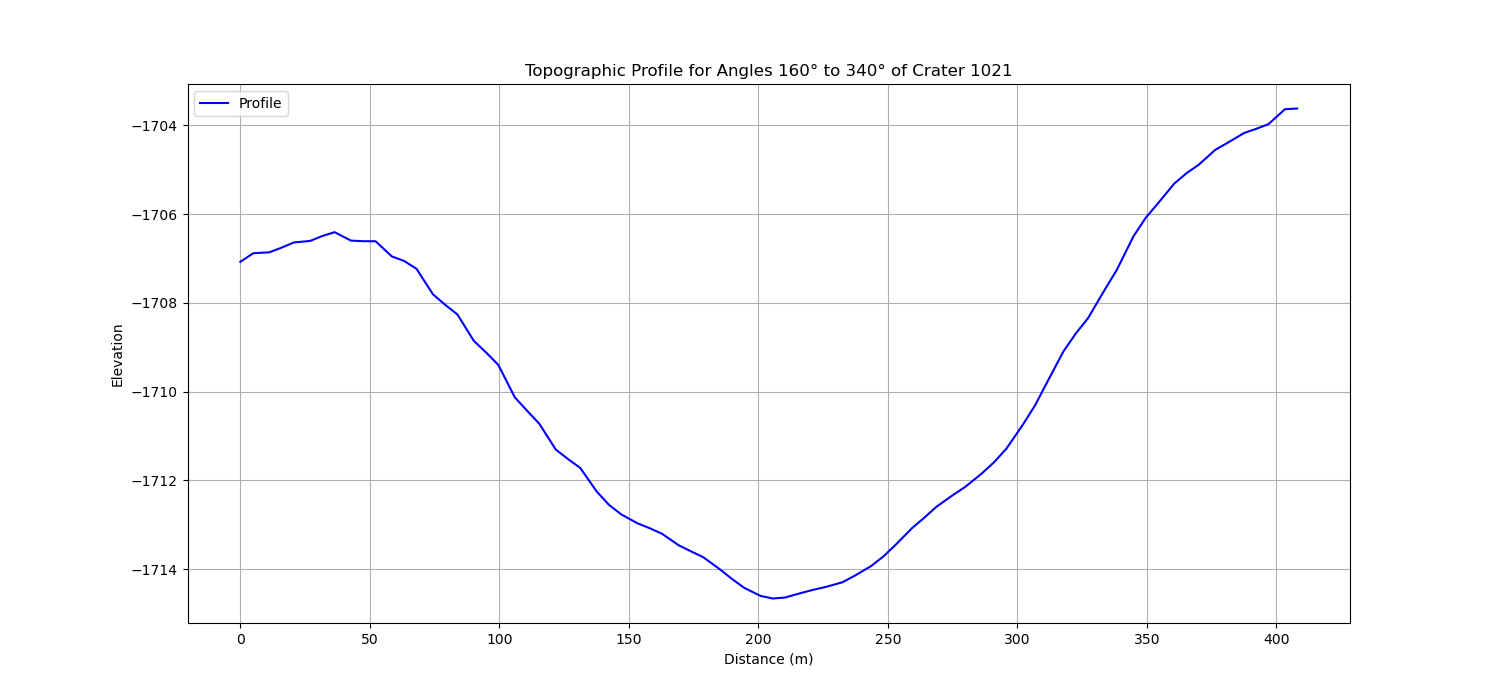 Topographic Profile for Angles 160° to 340° of Crater 1021
Profile
−1704
−1706
−1708
−1710
−1712
−1714
Elevation
0 50 100 150 200 250 300 350 400
Distance (m)